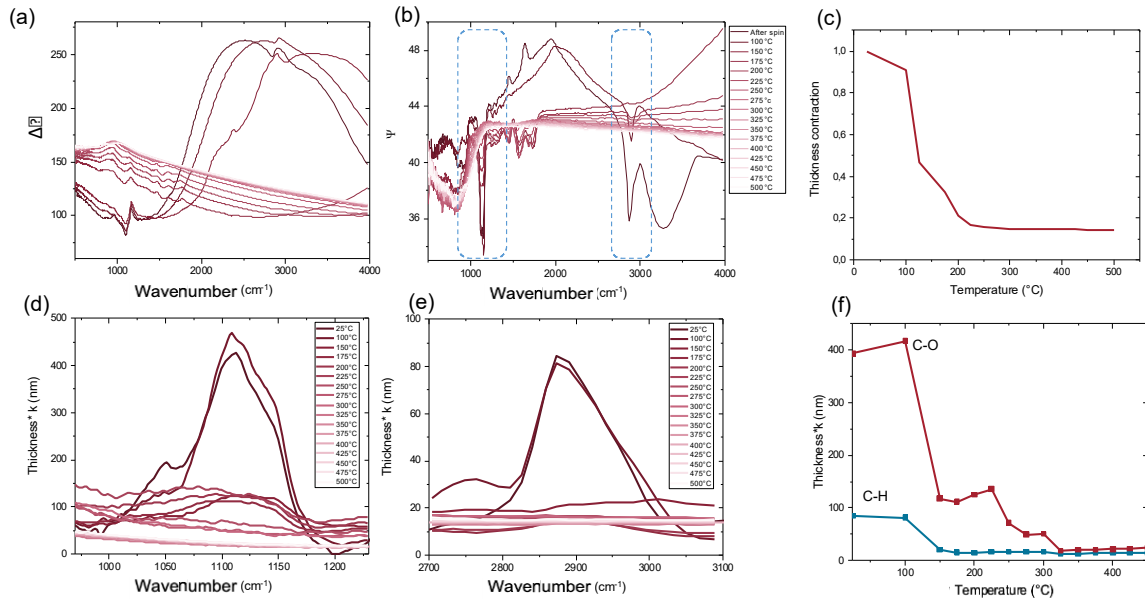 (a)
Δ⍰
250
200
150
100
1000
2000
3000
4000
Wavenumber (cm⁻¹)
(b)
Ψ
48
44
40
36
1000
2000
3000
4000
Wavenumber (cm⁻¹)
After spin
100 °C
150 °C
175 °C
200 °C
225 °C
250 °C
275 °c
300 °C
325 °C
350 °C
375 °C
400 °C
425 °C
450 °C
475 °C
500 °C
(c)
Thickness contraction
1,0
0,8
0,6
0,4
0,2
0,0
0
100
200
300
400
500
Temperature (°C)
(d)
Thickness* k (nm)
500
400
300
200
100
0
1000
1100
1200
Wavenumber (cm⁻¹)
25°C
100°C
150°C
175°C
200°C
225°C
250°C
275°C
300°C
325°C
350°C
375°C
400°C
425°C
450°C
475°C
500°C
(e)
Thickness* k (nm)
100
80
60
40
20
0
2700
2800
2900
3000
3100
Wavenumber (cm⁻¹)
25°C
100°C
150°C
175°C
200°C
225°C
250°C
275°C
300°C
325°C
350°C
375°C
400°C
425°C
450°C
475°C
500°C
(f)
Thickness*k (nm)
400
300
200
100
0
C-O
C-H
100
200
300
400
Temperature (°C)